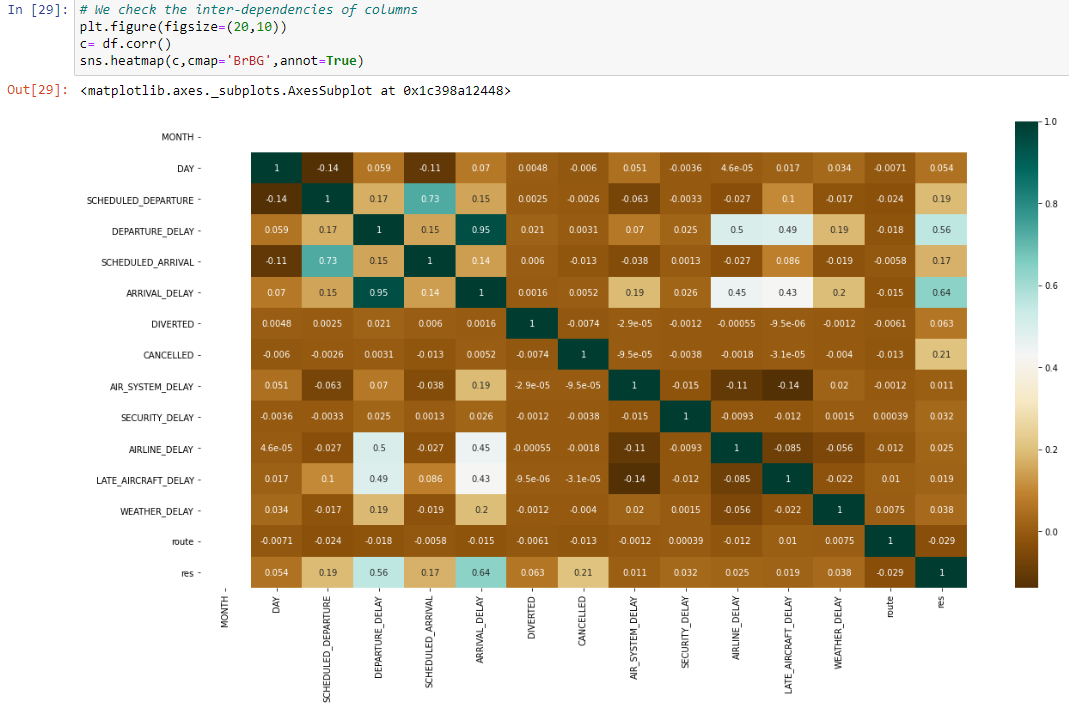 In [29]: # We check the inter-dependencies of columns
plt.figure(figsize=(20,10))
c= df.corr()
sns.heatmap(c,cmap='BrBG',annot=True)
Out[29]: <matplotlib.axes._subplots.AxesSubplot at 0x1c398a12448>
1.0
MONTH
DAY 1 -0.14 0.059 -0.11 0.07 0.0048 -0.006 0.051 -0.0036 4.6e-05 0.017 0.034 -0.0071 0.054
SCHEDULED_DEPARTURE -0.14 1 0.17 0.73 0.15 0.0025 -0.0026 -0.063 -0.0033 -0.027 0.1 -0.017 -0.024 0.19
0.8
DEPARTURE_DELAY 0.059 0.17 1 0.15 0.95 0.021 0.0031 0.07 0.025 0.5 0.49 0.19 -0.018 0.56
SCHEDULED_ARRIVAL -0.11 0.73 0.15 1 0.14 0.006 -0.013 -0.038 0.0013 -0.027 0.086 -0.019 -0.0058 0.17
0.6
ARRIVAL_DELAY 0.07 0.15 0.95 0.14 1 0.0016 0.0052 0.19 0.026 0.45 0.43 0.2 -0.015 0.64
DIVERTED 0.0048 0.0025 0.021 0.006 0.0016 1 -0.0074 -2.9e-05 -0.0012 -0.00055 -9.5e-06 -0.0012 -0.0061 0.063
CANCELLED -0.006 -0.0026 0.0031 -0.013 0.0052 -0.0074 1 -9.5e-05 -0.0038 -0.0018 -3.1e-05 -0.004 -0.013 0.21
0.4
AIR_SYSTEM_DELAY 0.051 -0.063 0.07 -0.038 0.19 -2.9e-05 -9.5e-05 1 -0.015 -0.11 -0.14 0.02 -0.0012 0.011
SECURITY_DELAY -0.0036 -0.0033 0.025 0.0013 0.026 -0.0012 -0.0038 -0.015 1 -0.0093 -0.012 0.0015 0.00039 0.032
AIRLINE_DELAY 4.6e-05 -0.027 0.5 -0.027 0.45 -0.00055 -0.0018 -0.11 -0.0093 1 -0.085 -0.056 -0.012 0.025
0.2
LATE_AIRCRAFT_DELAY 0.017 0.1 0.49 0.086 0.43 -9.5e-06 -3.1e-05 -0.14 -0.012 -0.085 1 -0.022 0.01 0.019
WEATHER_DELAY 0.034 -0.017 0.19 -0.019 0.2 -0.0012 -0.004 0.02 0.0015 -0.056 -0.022 1 0.0075 0.038
0.0
route -0.0071 -0.024 -0.018 -0.0058 -0.015 -0.0061 -0.013 -0.0012 0.00039 -0.012 0.01 0.0075 1 -0.029
res 0.054 0.19 0.56 0.17 0.64 0.063 0.21 0.011 0.032 0.025 0.019 0.038 -0.029 1
MONTH
DAY
SCHEDULED_DEPARTURE
DEPARTURE_DELAY
SCHEDULED_ARRIVAL
ARRIVAL_DELAY
DIVERTED
CANCELLED
AIR_SYSTEM_DELAY
SECURITY_DELAY
AIRLINE_DELAY
LATE_AIRCRAFT_DELAY
WEATHER_DELAY
route
res